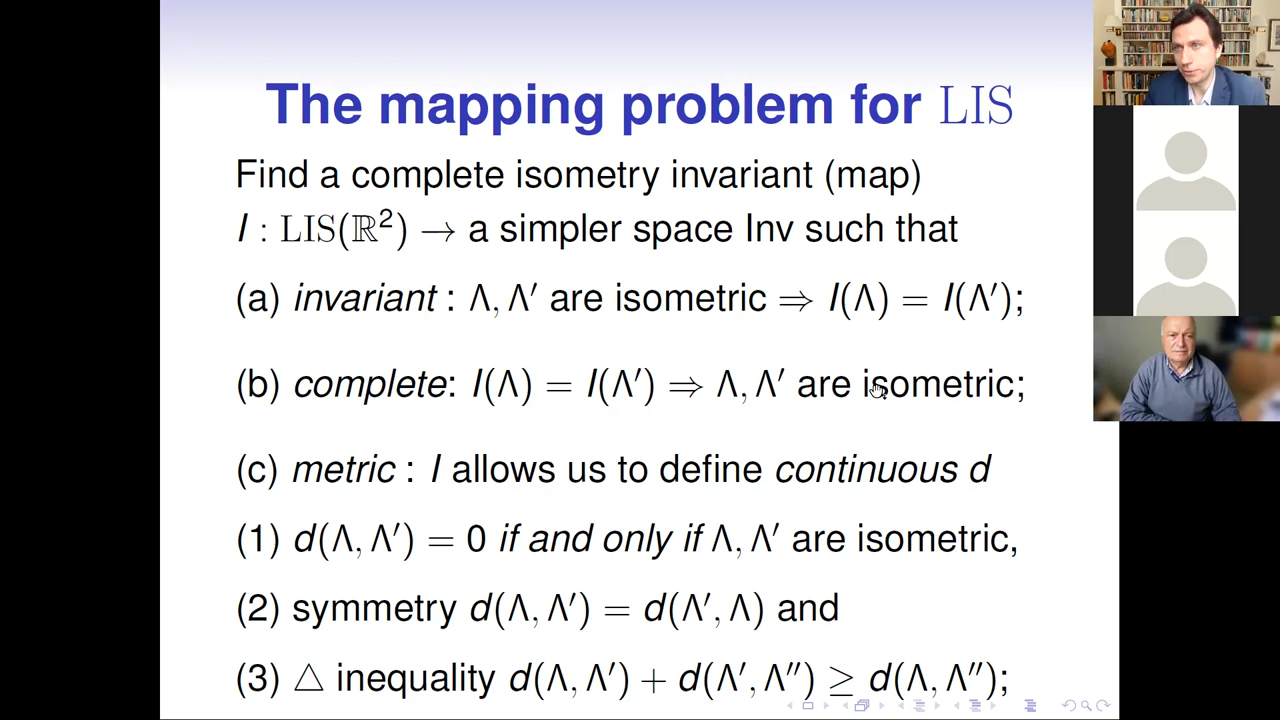 The mapping problem for LIS
Find a complete isometry invariant (map)
I : LIS(ℝ²) → a simpler space Inv such that
(a) invariant : Λ, Λ′ are isometric ⇒ I(Λ) = I(Λ′);
(b) complete: I(Λ) = I(Λ′) ⇒ Λ, Λ′ are isometric;
(c) metric : I allows us to define continuous d
(1) d(Λ, Λ′) = 0 if and only if Λ, Λ′ are isometric,
(2) symmetry d(Λ, Λ′) = d(Λ′, Λ) and
(3) △ inequality d(Λ, Λ′) + d(Λ′, Λ″) ≥ d(Λ, Λ″);